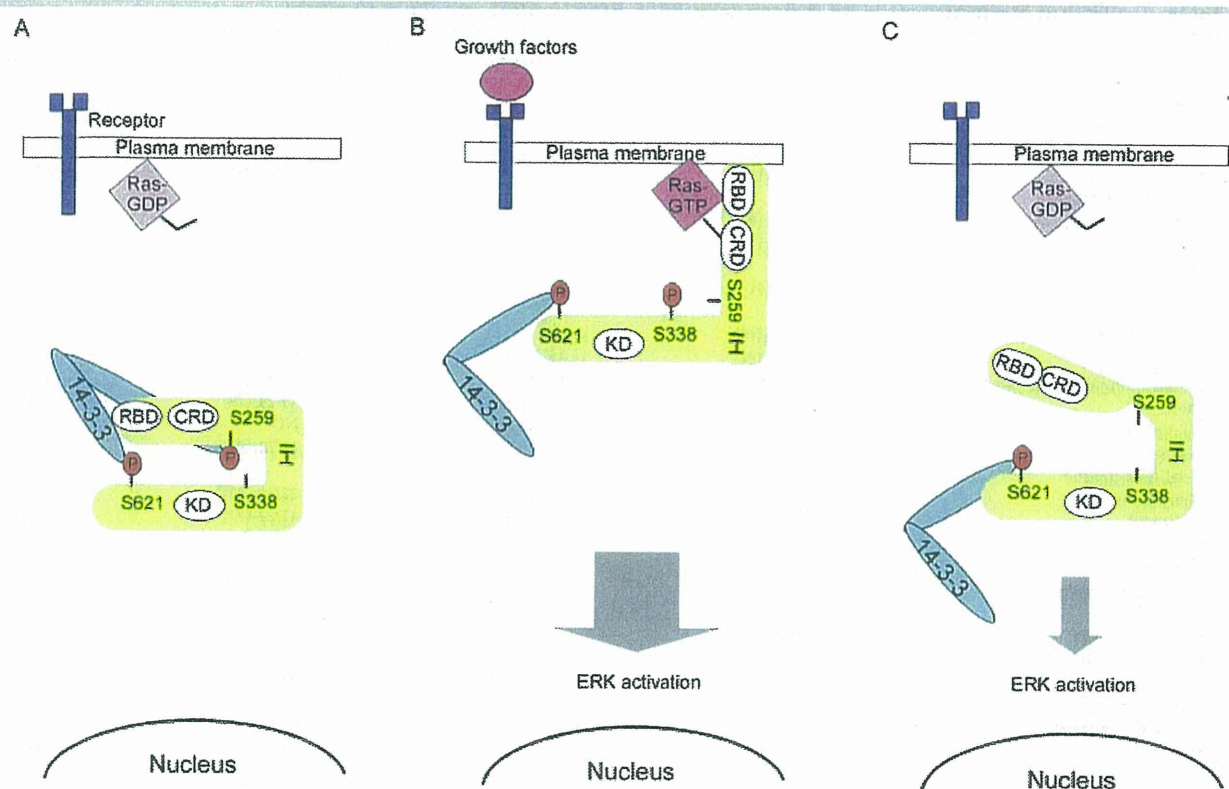 A
Receptor
Plasma membrane
Ras-
GDP
14-3-3
RBD
CRD
S259
P
P
IH
S621
KD
S338
Nucleus
B
Growth factors
Plasma membrane
Ras-
GTP
RBD
CRD
S259
IH
P
P
S621
KD
S338
14-3-3
ERK activation
Nucleus
C
Plasma membrane
Ras-
GDP
RBD
CRD
S259
IH
P
S621
KD
S338
14-3-3
ERK activation
Nucleus